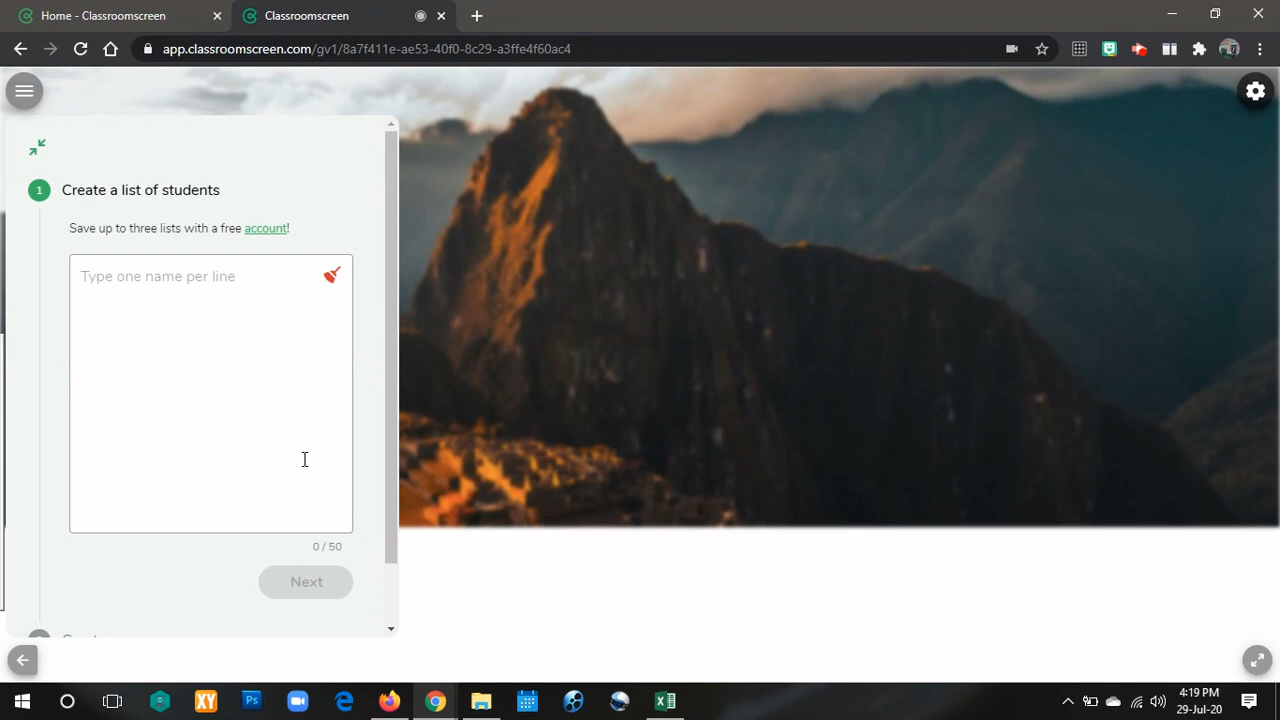 Home - Classroomscreen
Classroomscreen
app.classroomscreen.com/gv1/8a7f411e-ae53-40f0-8c29-a3ffe4f60ac4
1 Create a list of students
Save up to three lists with a free account!
Type one name per line
0 / 50
Next
XY
Ps
4:19 PM
29-Jul-20